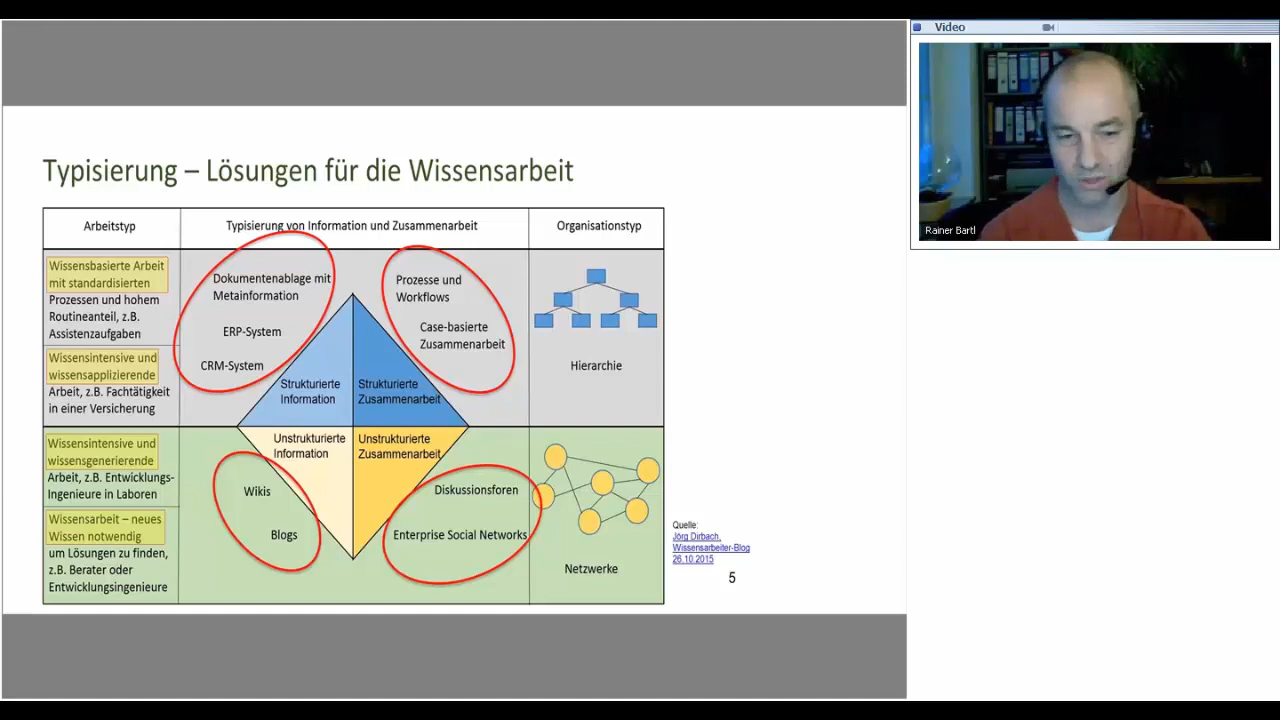 Video
Rainer Bartl
Typisierung – Lösungen für die Wissensarbeit
Arbeitstyp
Typisierung von Information und Zusammenarbeit
Organisationstyp
Wissensbasierte Arbeit
mit standardisierten
Prozessen und hohem
Routineanteil, z.B.
Assistenzaufgaben
Wissensintensive und
wissensapplizierende
Arbeit, z.B. Fachtätigkeit
in einer Versicherung
Dokumentenablage mit
Metainformation
ERP-System
CRM-System
Prozesse und
Workflows
Case-basierte
Zusammenarbeit
Strukturierte
Information
Strukturierte
Zusammenarbeit
Hierarchie
Wissensintensive und
wissensgenerierende
Arbeit, z.B. Entwicklungs-
Ingenieure in Laboren
Wissensarbeit – neues
Wissen notwendig
um Lösungen zu finden,
z.B. Berater oder
Entwicklungsingenieure
Unstrukturierte
Information
Unstrukturierte
Zusammenarbeit
Wikis
Blogs
Diskussionsforen
Enterprise Social Networks
Netzwerke
Quelle:
Jörg Dirbach,
Wissensarbeiter-Blog
26.10.2015
5